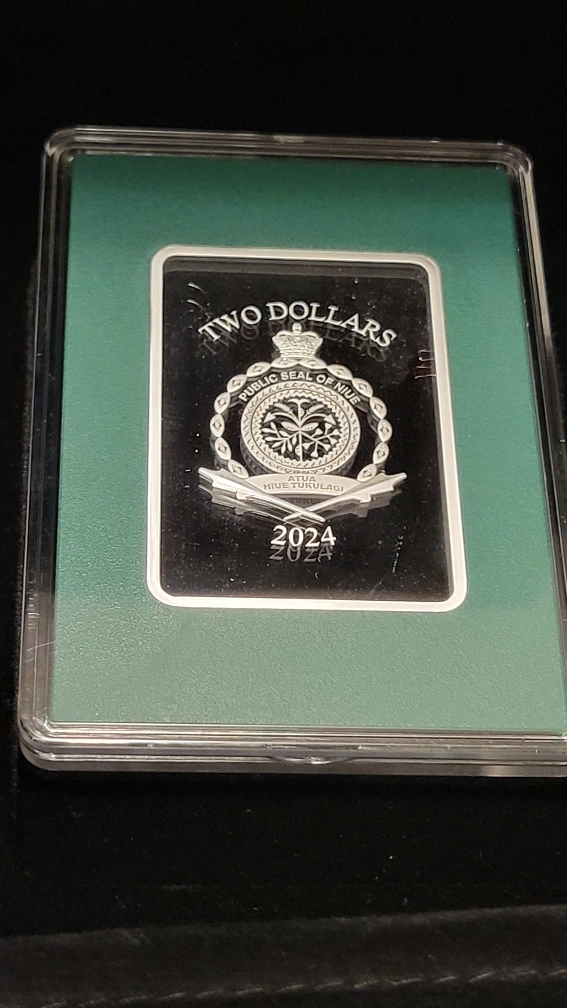 TWO DOLLARS
PUBLIC SEAL OF NIUE
ATUA
NIUE TUKULAGI
2024